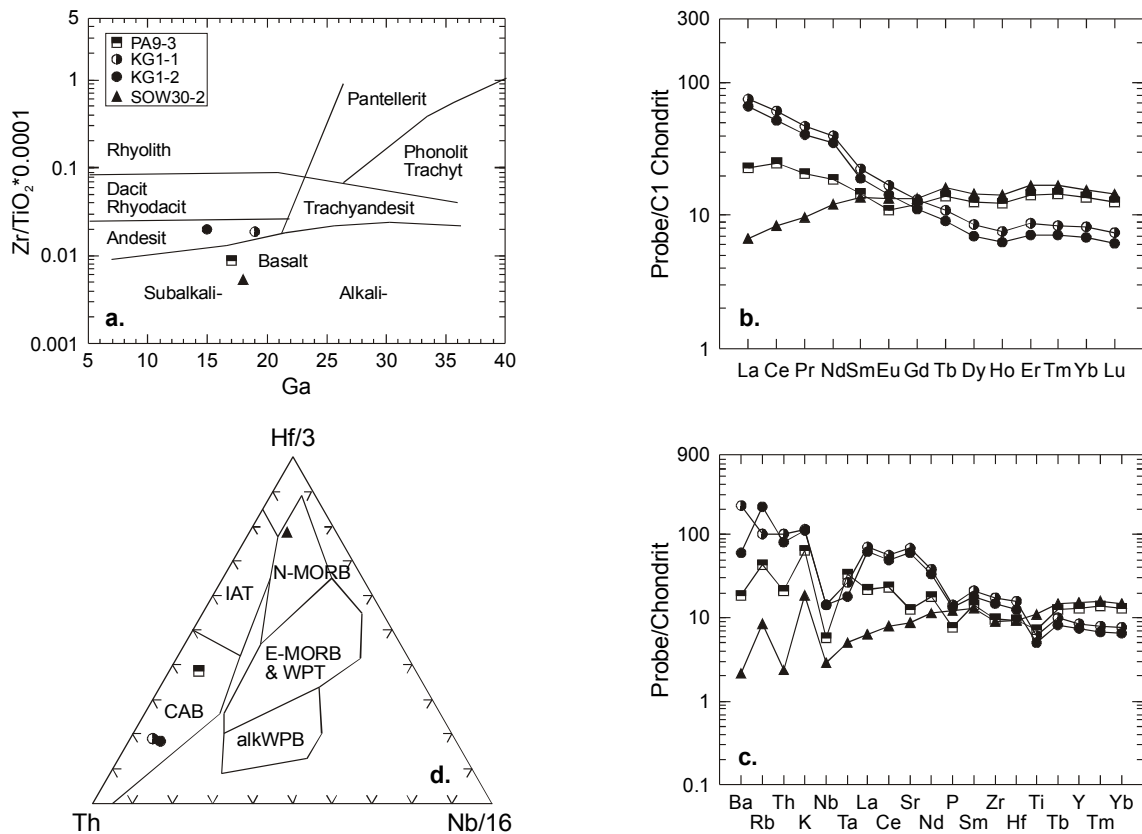 Zr/TiO₂*0.0001
10
1
0.1
0.01
0.001
PA9-3
KG1-1
KG1-2
SOW30-2
Pantellerit
Rhyolith
Phonolit
Trachyt
Dacit
Rhyodacit
Trachyandesit
Andesit
Basalt
Subalkali-
Alkali-
a.
5 10 15 20 25 30 35 40
Ga
Probe/C1 Chondrit
300
100
10
1
b.
La Ce Pr Nd Sm Eu Gd Tb Dy Ho Er Tm Yb Lu
Hf/3
N-MORB
IAT
E-MORB
& WPT
CAB
alkWPB
d.
Th
Nb/16
Probe/Chondrit
900
100
10
1
0.1
c.
Ba Th Nb La Sr P Zr Ti Y Yb
Rb K Ta Ce Nd Sm Hf Tb Tm